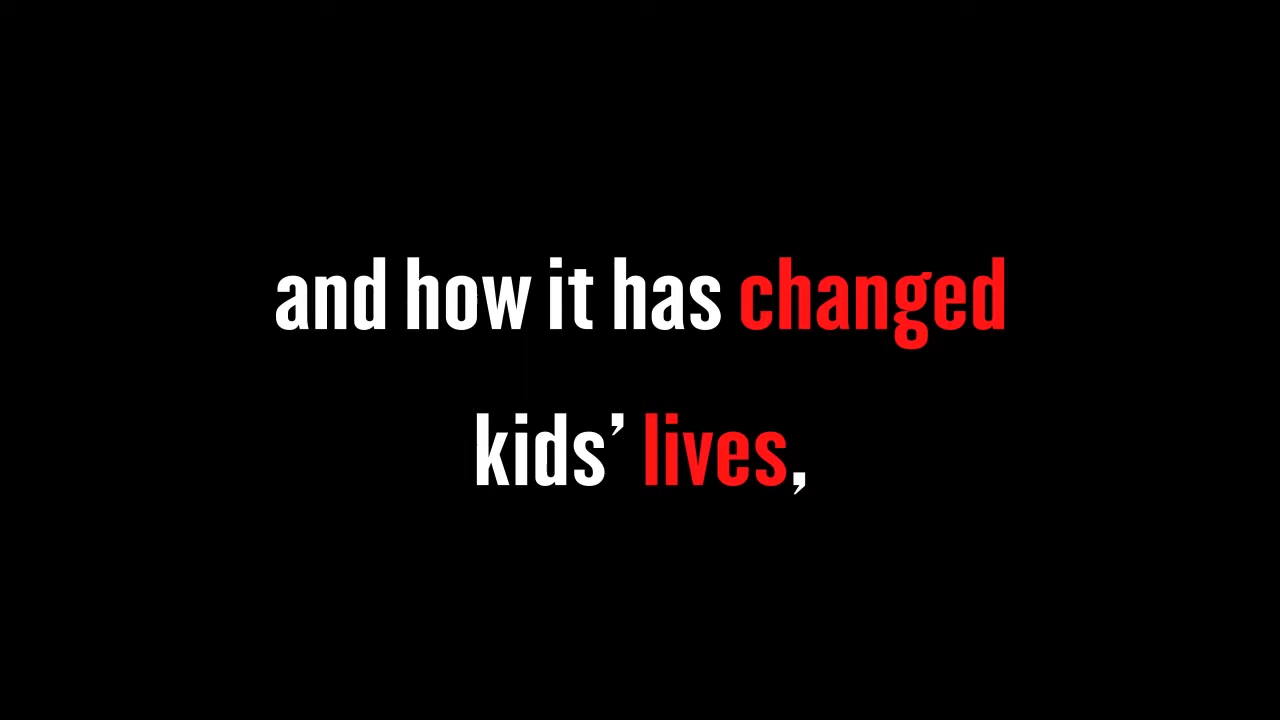 and how it has changed
kids’ lives,